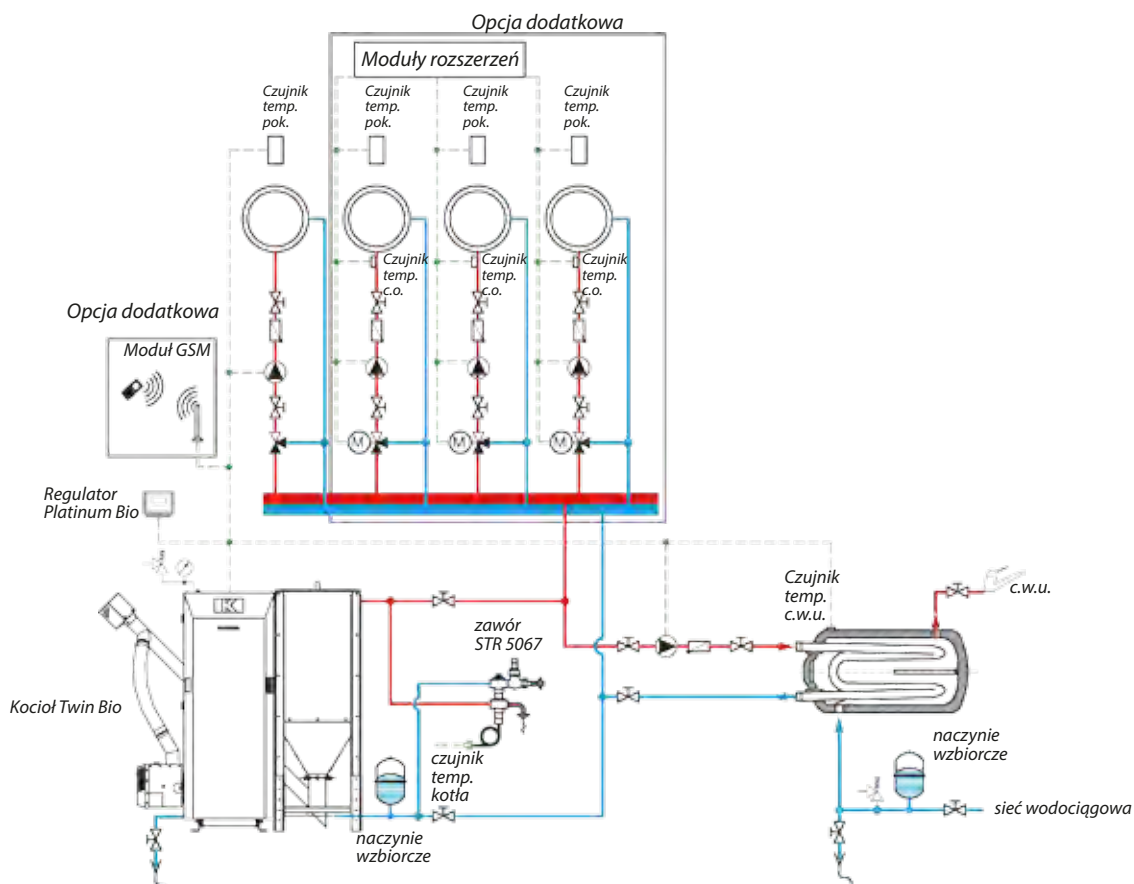 Opcja dodatkowa
Moduły rozszerzeń
Czujnik
temp.
pok.
Czujnik
temp.
pok.
Czujnik
temp.
pok.
Czujnik
temp.
pok.
Czujnik
temp.
c.o.
Czujnik
temp.
c.o.
Czujnik
temp.
c.o.
Opcja dodatkowa
Moduł GSM
M
M
M
Regulator
Platinum Bio
Czujnik
temp.
c.w.u.
c.w.u.
zawór
STR 5067
Kocioł Twin Bio
K
czujnik
temp.
kotła
naczynie
wzbiorcze
naczynie
wzbiorcze
sieć wodociągowa